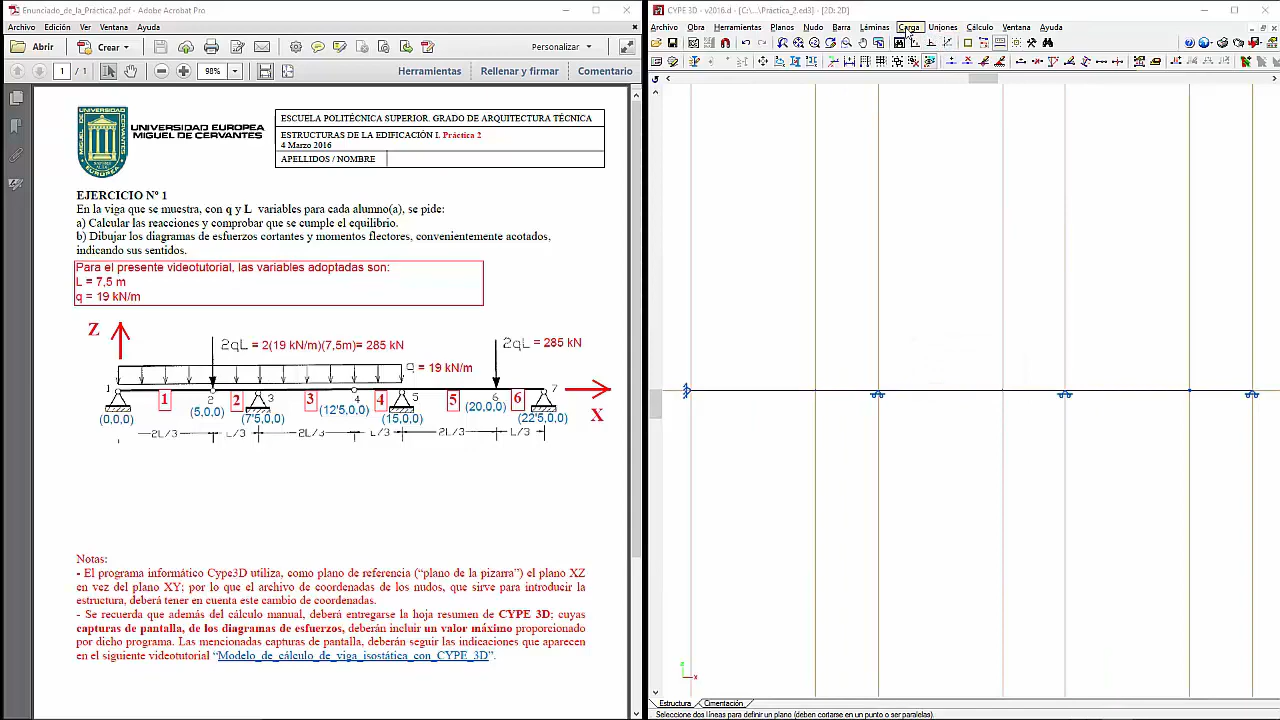 Enunciado_de_la_Práctica2.pdf - Adobe Acrobat Pro
Archivo Edición Ver Ventana Ayuda
Abrir
Crear
Personalizar
1 / 1
98%
Herramientas
Rellenar y firmar
Comentario
UNIVERSIDAD EUROPEA
MIGUEL DE CERVANTES
ESCUELA POLITÉCNICA SUPERIOR. GRADO DE ARQUITECTURA TÉCNICA
ESTRUCTURAS DE LA EDIFICACIÓN I. Práctica 2
4 Marzo 2016
APELLIDOS / NOMBRE
EJERCICIO Nº 1
En la viga que se muestra, con q y L variables para cada alumno(a), se pide:
a) Calcular las reacciones y comprobar que se cumple el equilibrio.
b) Dibujar los diagramas de esfuerzos cortantes y momentos flectores, convenientemente acotados,
indicando sus sentidos.
Para el presente videotutorial, las variables adoptadas son:
L = 7,5 m
q = 19 kN/m
Z
2qL = 2(19 kN/m)(7,5m)= 285 kN
2qL = 285 kN
q = 19 kN/m
1 2 3 4 5 6 7
1 2 3 4 5 6
X
(0,0,0) (5,0,0) (7'5,0,0) (12'5,0,0) (15,0,0) (20,0,0) (22'5,0,0)
2L/3 L/3 2L/3 L/3 2L/3 L/3
Notas:
- El programa informático Cype3D utiliza, como plano de referencia ("plano de la pizarra") el plano XZ
en vez del plano XY; por lo que el archivo de coordenadas de los nudos, que sirve para introducir la
estructura, deberá tener en cuenta este cambio de coordenadas.
- Se recuerda que además del cálculo manual, deberá entregarse la hoja resumen de CYPE 3D; cuyas
capturas de pantalla, de los diagramas de esfuerzos, deberán incluir un valor máximo proporcionado
por dicho programa. Las mencionadas capturas de pantalla, deberán seguir las indicaciones que aparecen
en el siguiente videotutorial "Modelo_de_cálculo_de_viga_isostática_con_CYPE_3D".
CYPE 3D - v2016.d - [C:\...\Practica_2.ed3] - [2D: 2D]
Archivo Obra Herramientas Planos Nudo Barra Láminas Carga Uniones Cálculo Ventana Ayuda
z
x
Estructura Cimentación
Seleccione dos líneas para definir un plano (deben cortarse en un punto o ser paralelas).